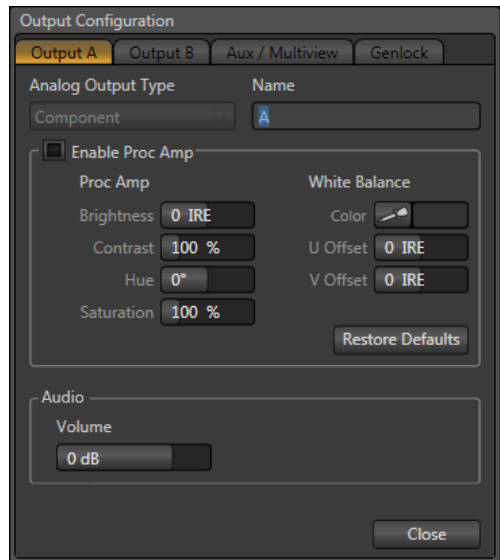 Output Configuration
Output A Output B Aux / Multiview Genlock
Analog Output Type Name
Component A
Enable Proc Amp
Proc Amp White Balance
Brightness 0 IRE Color
Contrast 100 % U Offset 0 IRE
Hue 0° V Offset 0 IRE
Saturation 100 %
Restore Defaults
Audio
Volume
0 dB
Close